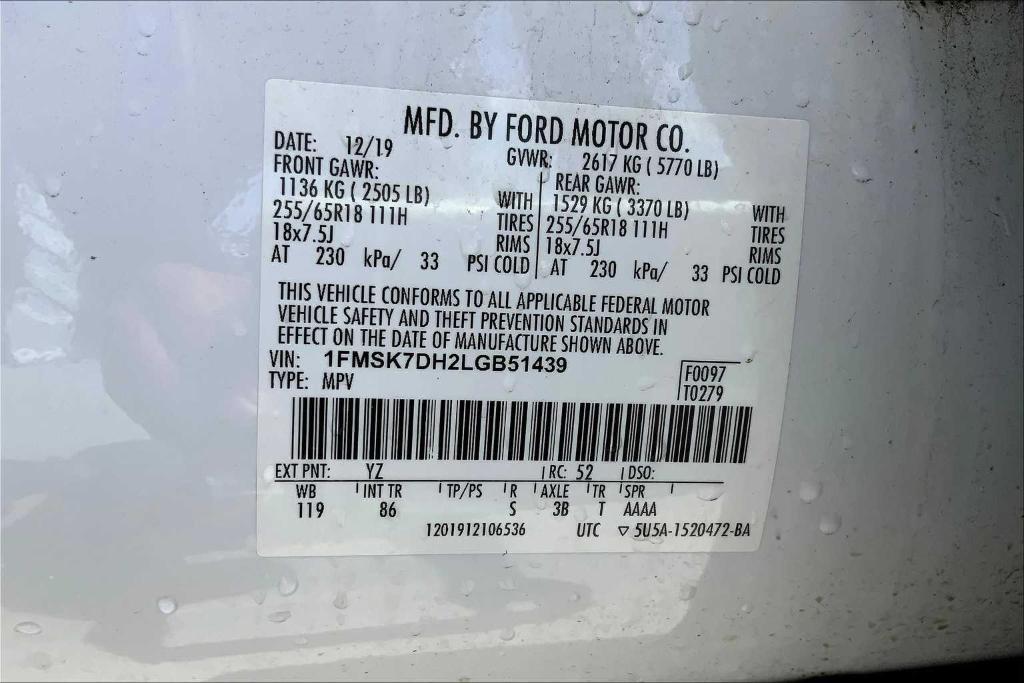 MFD. BY FORD MOTOR CO.
DATE: 12/19 GVWR: 2617 KG ( 5770 LB)
FRONT GAWR: REAR GAWR:
1136 KG ( 2505 LB) WITH 1529 KG ( 3370 LB) WITH
255/65R18 111H TIRES 255/65R18 111H TIRES
18x7.5J RIMS 18x7.5J RIMS
AT 230 kPa/ 33 PSI COLD AT 230 kPa/ 33 PSI COLD
THIS VEHICLE CONFORMS TO ALL APPLICABLE FEDERAL MOTOR
VEHICLE SAFETY AND THEFT PREVENTION STANDARDS IN
EFFECT ON THE DATE OF MANUFACTURE SHOWN ABOVE.
VIN: 1FMSK7DH2LGB51439
TYPE: MPV
F0097
T0279
EXT PNT: YZ RC: 52 DSO:
WB INT TR TP/PS R AXLE TR SPR
119 86 S 3B T AAAA
1201912106536 UTC ▽ 5U5A-1520472-BA